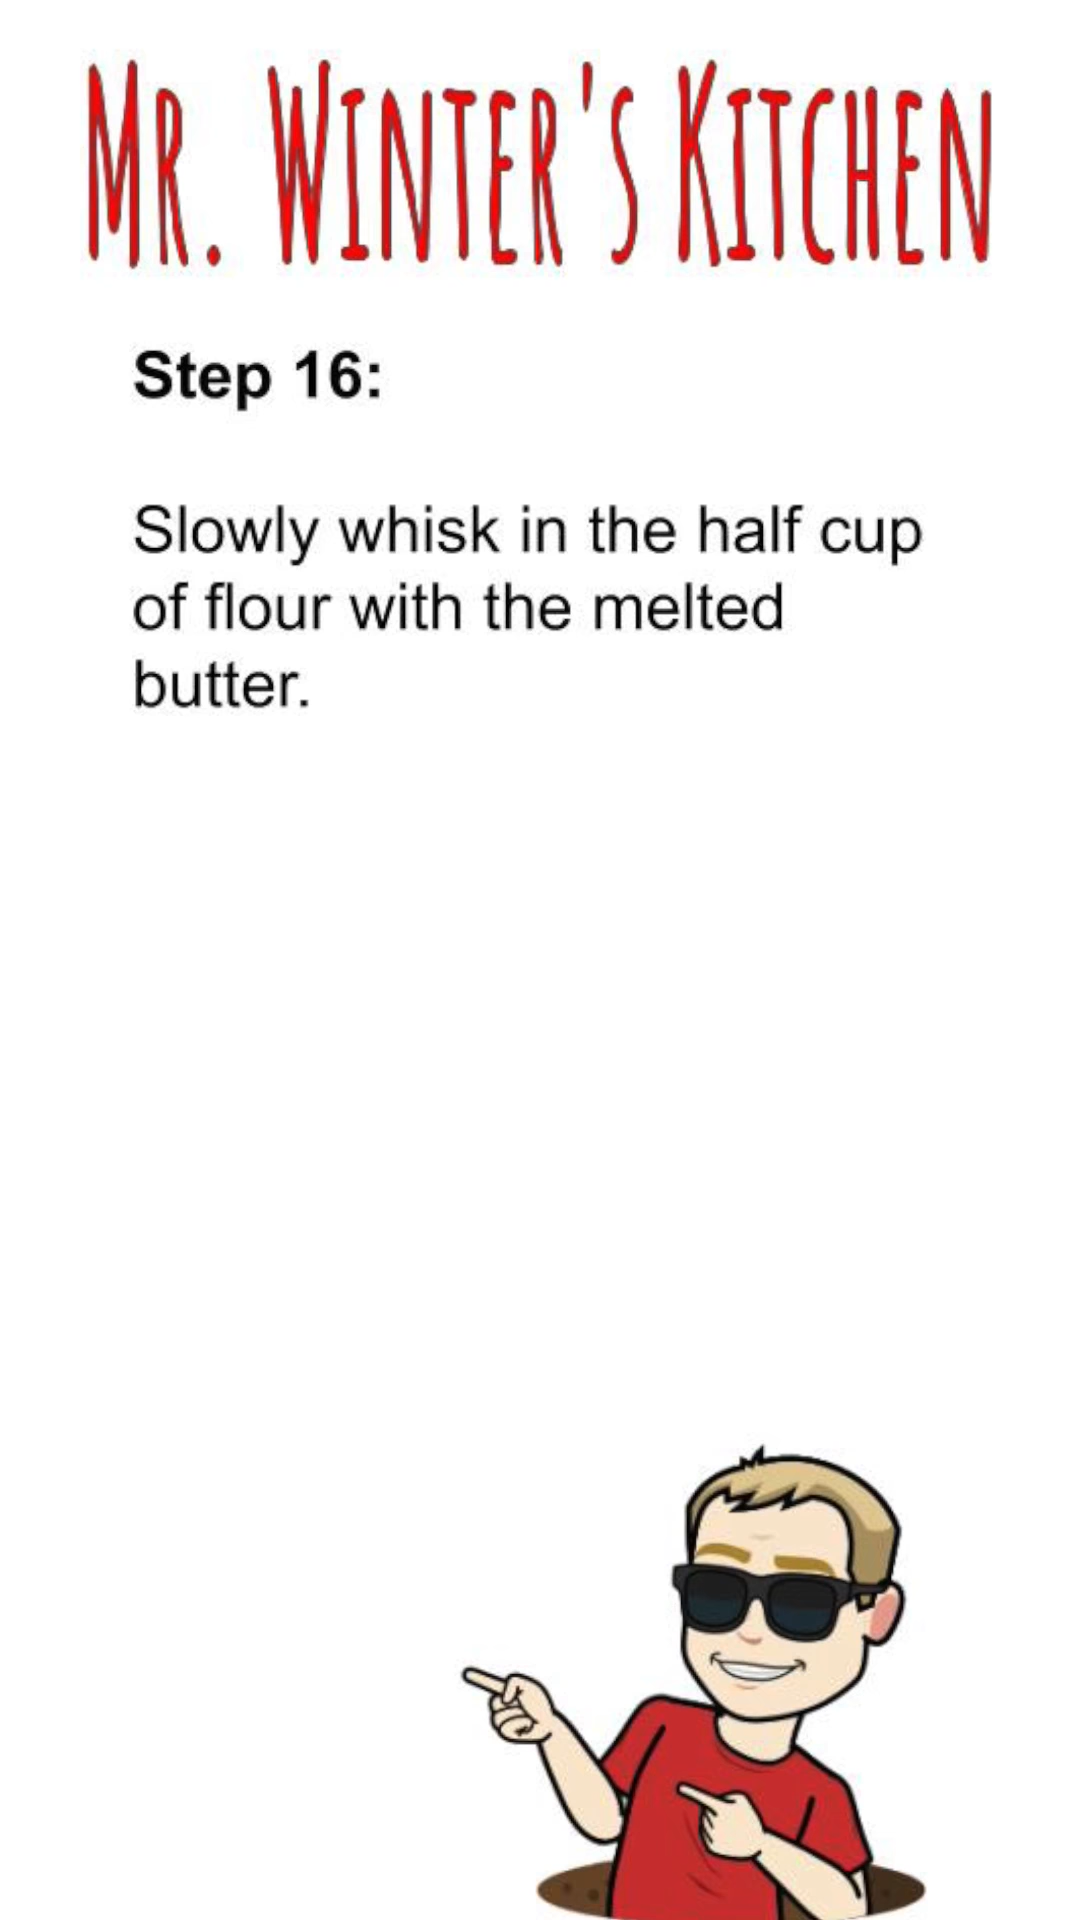 Mr. Winter's Kitchen
Step 16:
Slowly whisk in the half cup
of flour with the melted
butter.